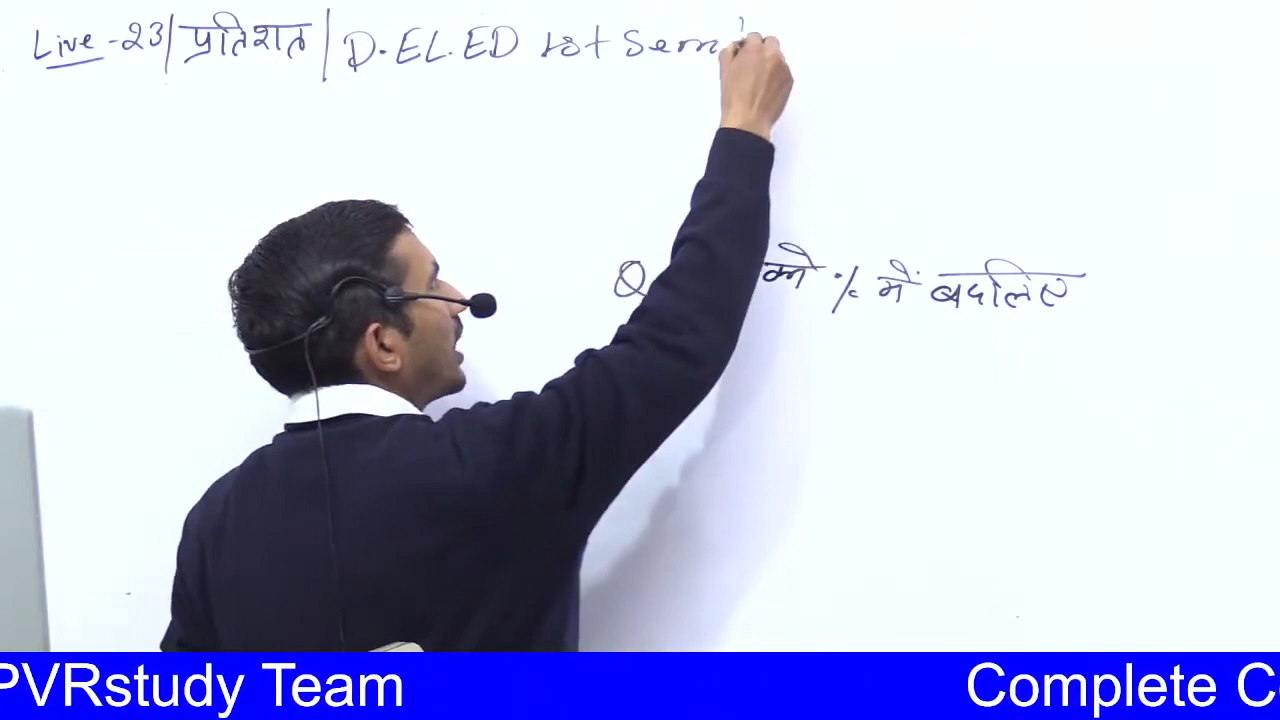 Live-23 | प्रतिशत | D.EL.ED 1st Sem
Q को % में बदलिए
PVRstudy Team Complete C